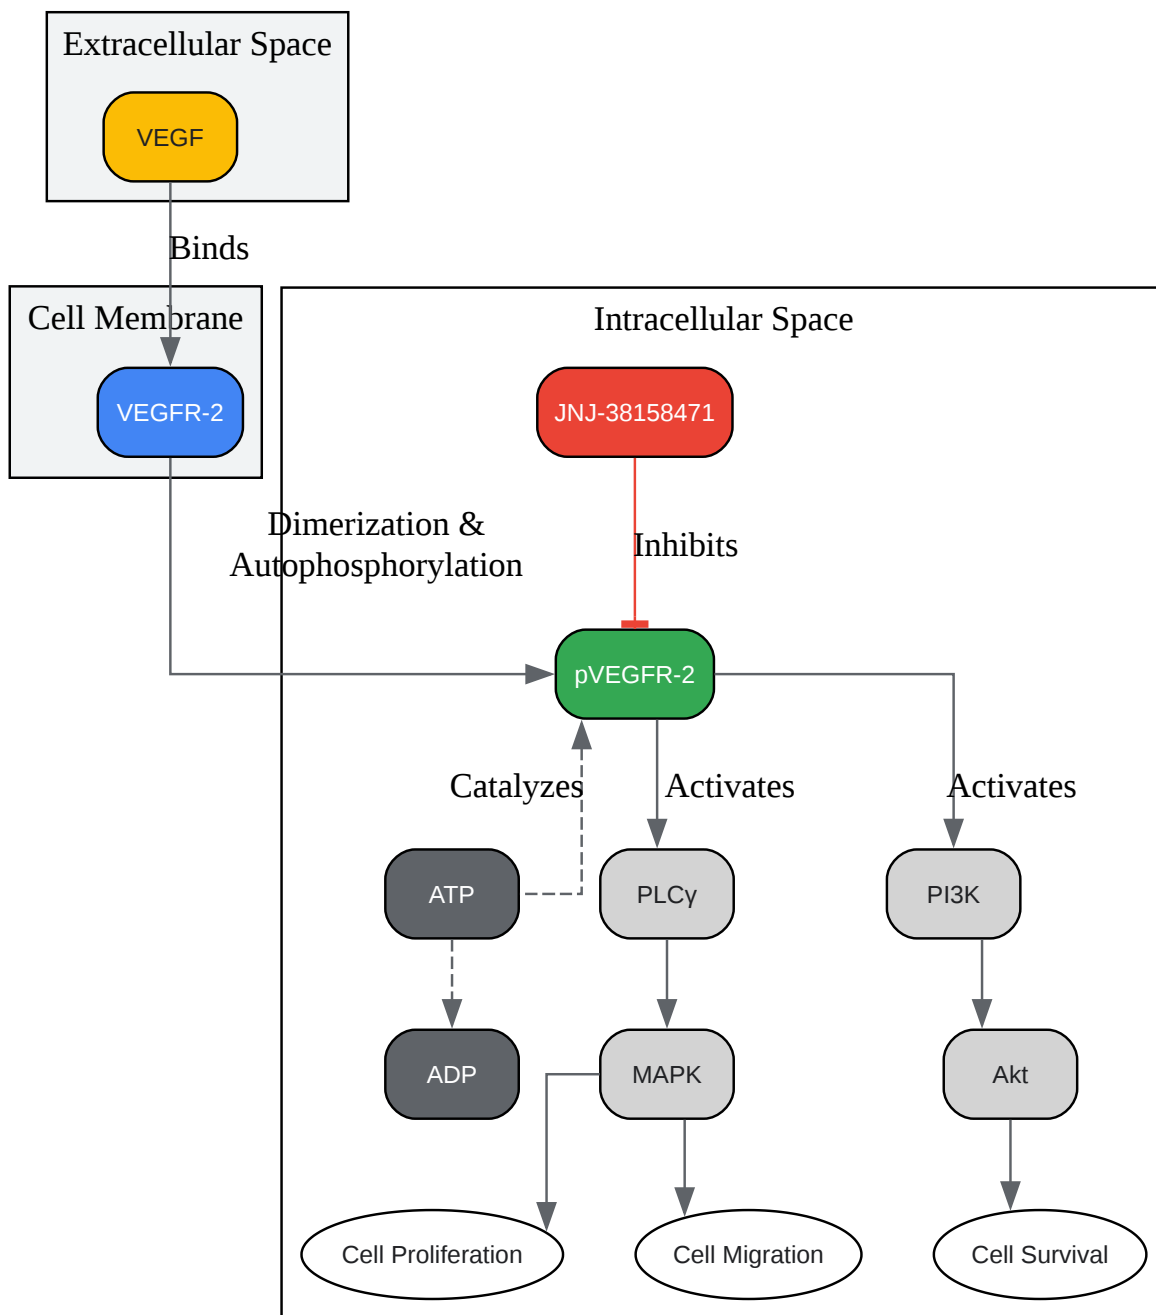 Extracellular Space
VEGF
Binds
Cell Membrane
Intracellular Space
VEGFR-2
JNJ-38158471
Dimerization &
Autophosphorylation
Inhibits
pVEGFR-2
Catalyzes
Activates
Activates
ATP
PLCγ
PI3K
ADP
MAPK
Akt
Cell Proliferation
Cell Migration
Cell Survival